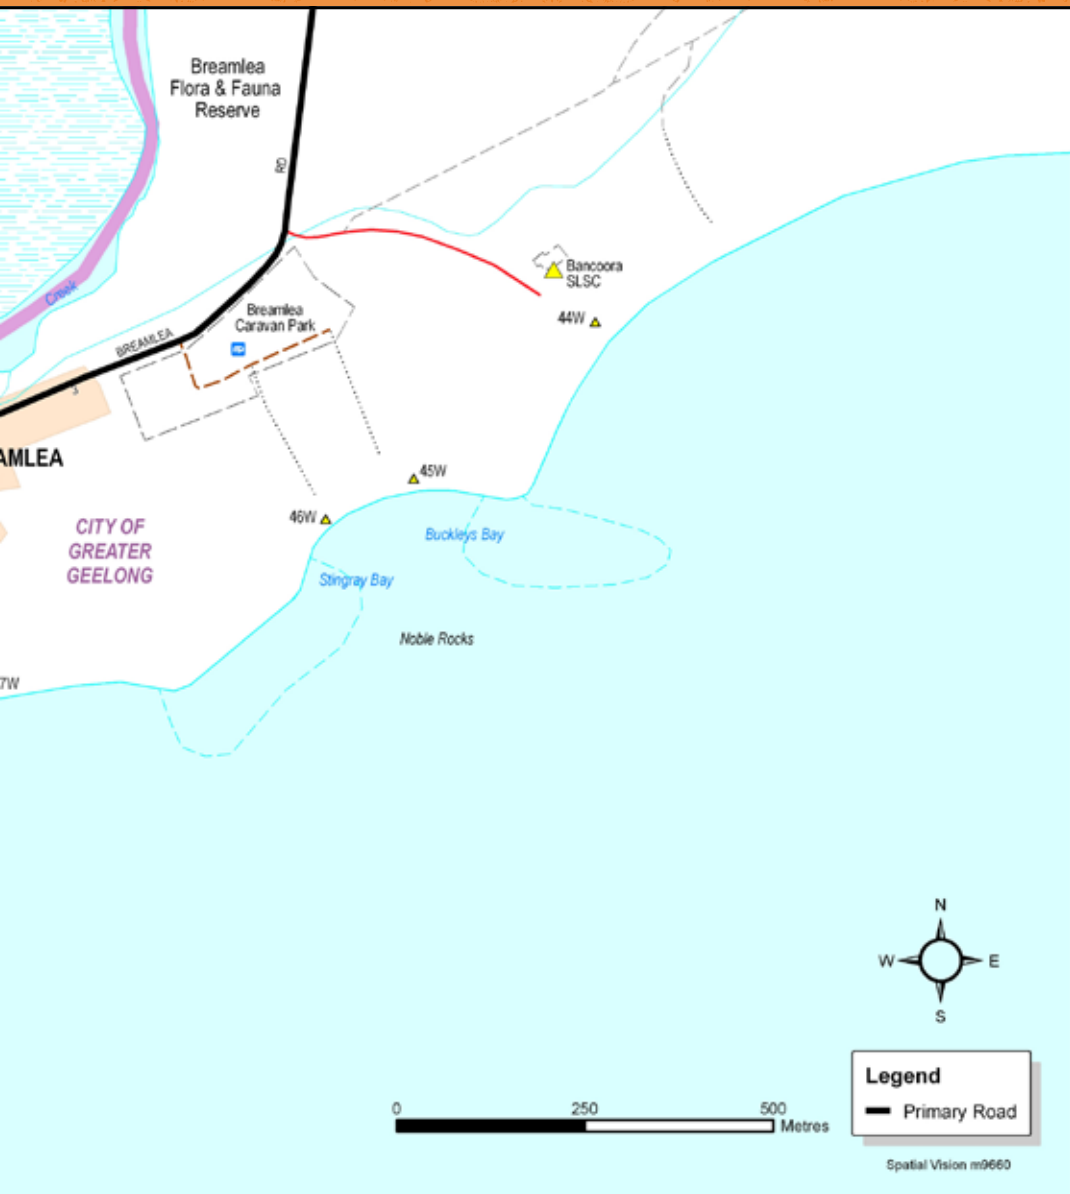 Breamlea
Flora & Fauna
Reserve
RD
Creek
Bancoora
SLSC
44W
Breamlea
Caravan Park
BREAMLEA
3
AMLEA
45W
46W
CITY OF
GREATER
GEELONG
Buckleys Bay
Stingray Bay
Noble Rocks
7W
N
W E
S
Legend
Primary Road
0 250 500
Metres
Spatial Vision m9660